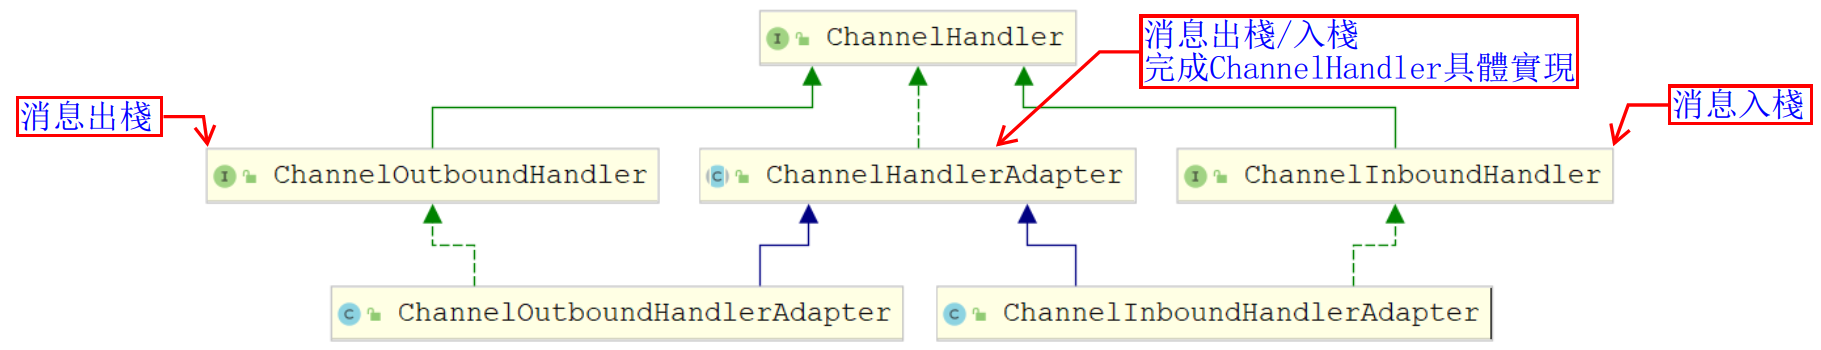 ChannelHandler
消息出棧/入棧
完成ChannelHandler具體實現
消息出棧
消息入棧
ChannelOutboundHandler
ChannelHandlerAdapter
ChannelInboundHandler
ChannelOutboundHandlerAdapter
ChannelInboundHandlerAdapter